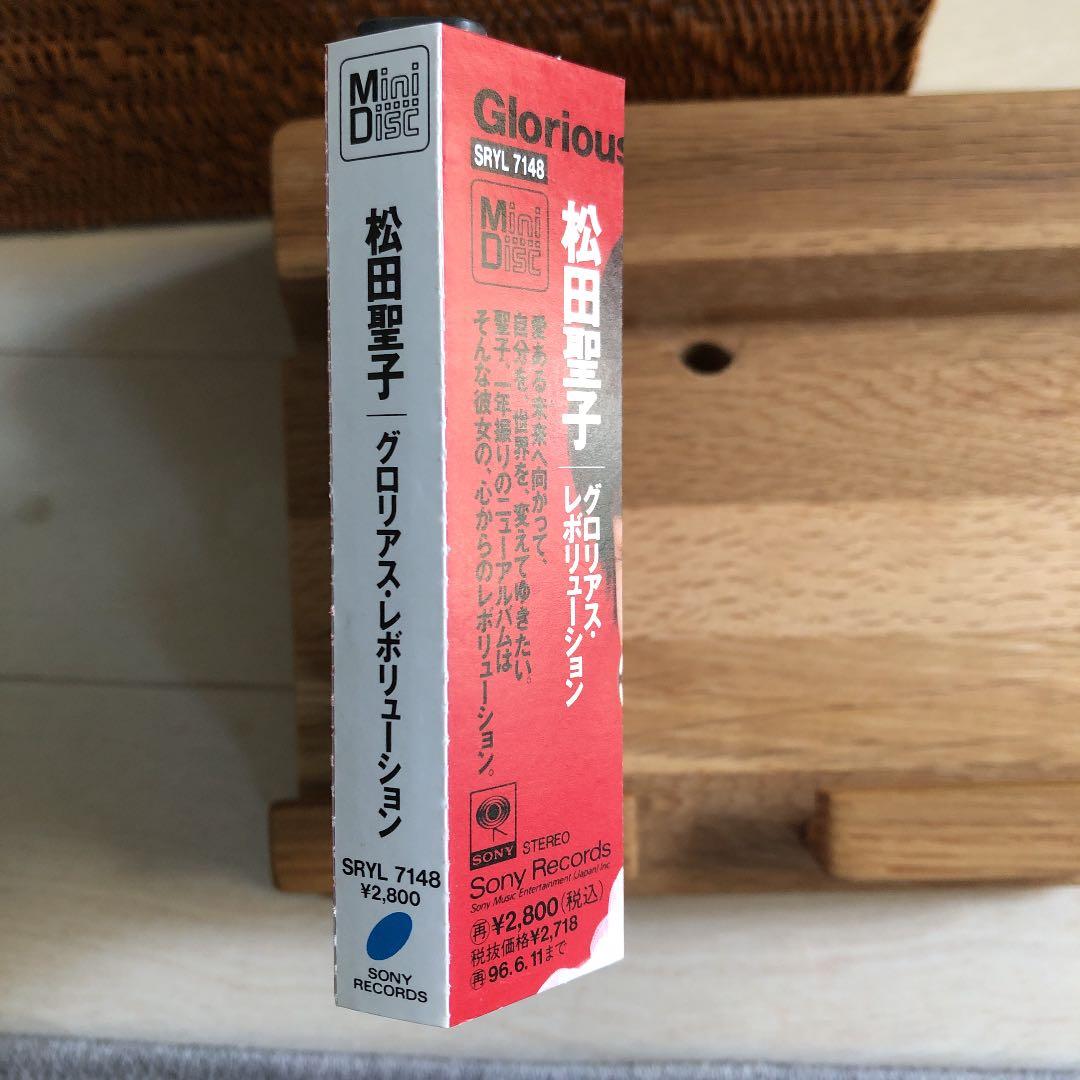 Mini
Disc
松田聖子
グロリアス・レボリューション
SRYL 7148
¥2,800
SONY
RECORDS
Glorious
SRYL 7148
Mini
Disc
松田聖子
グロリアス・
レボリューション
愛ある未来へ向かって、
自分を、世界を、変えてゆきたい。
聖子、一年振りのニューアルバムは
そんな彼女の、心からのレボリューション。
SONY
STEREO
Sony Records
Sony Music Entertainment (Japan) Inc.
再 ¥2,800(税込)
税抜価格¥2,718
再 96.6.11まで